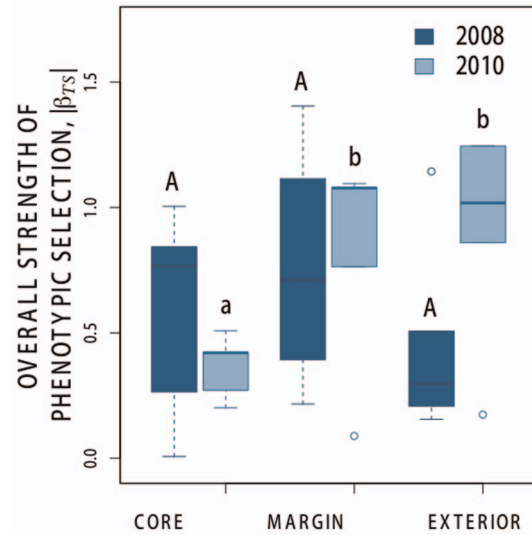 OVERALL STRENGTH OF
PHENOTYPIC SELECTION, |βTS|
0.0
0.5
1.0
1.5
2008
2010
A
a
A
b
A
b
CORE
MARGIN
EXTERIOR